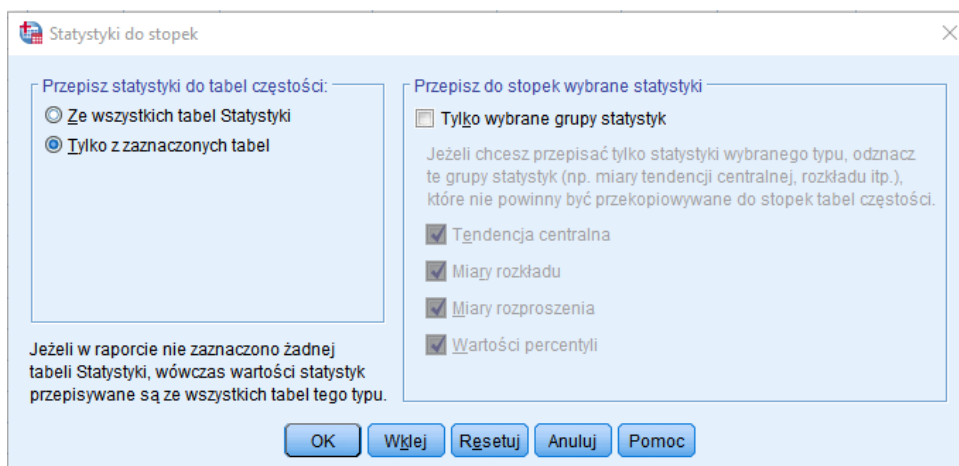 Statystyki do stopek
Przepisz statystyki do tabel częstości:
Ze wszystkich tabel Statystyki
Tylko z zaznaczonych tabel
Jeżeli w raporcie nie zaznaczono żadnej
tabeli Statystyki, wówczas wartości statystyk
przepisywane są ze wszystkich tabel tego typu.
Przepisz do stopek wybrane statystyki
Tylko wybrane grupy statystyk
Jeżeli chcesz przepisać tylko statystyki wybranego typu, odznacz
te grupy statystyk (np. miary tendencji centralnej, rozkładu itp.),
które nie powinny być przekopiowywane do stopek tabel częstości.
Tendencja centralna
Miary rozkładu
Miary rozproszenia
Wartości percentyli
OK Wklej Resetuj Anuluj Pomoc